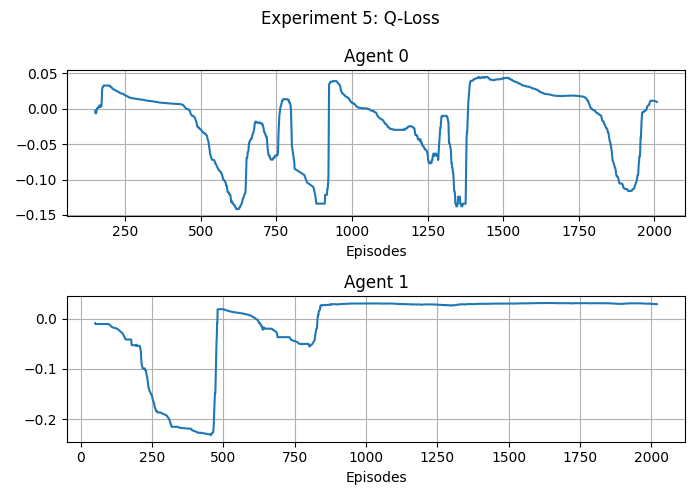 Experiment 5: Q-Loss
Agent 0
0.05
0.00
−0.05
−0.10
−0.15
250 500 750 1000 1250 1500 1750 2000
Episodes
Agent 1
0.0
−0.1
−0.2
0 250 500 750 1000 1250 1500 1750 2000
Episodes